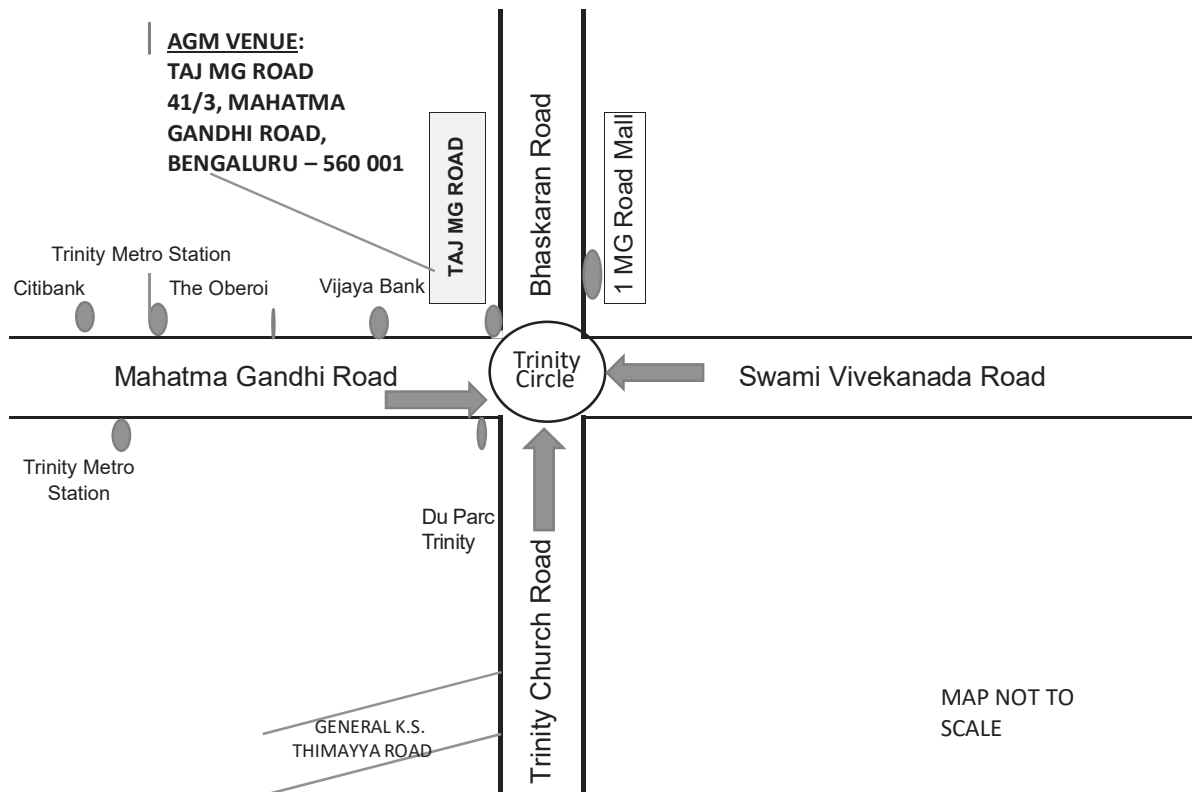 AGM VENUE:
TAJ MG ROAD
41/3, MAHATMA
GANDHI ROAD,
BENGALURU – 560 001
TAJ MG ROAD
Bhaskaran Road
1 MG Road Mall
Trinity Metro Station
Citibank
The Oberoi
Vijaya Bank
Trinity
Circle
Mahatma Gandhi Road
Swami Vivekanada Road
Trinity Metro
Station
Du Parc
Trinity
Trinity Church Road
GENERAL K.S.
THIMAYYA ROAD
MAP NOT TO
SCALE